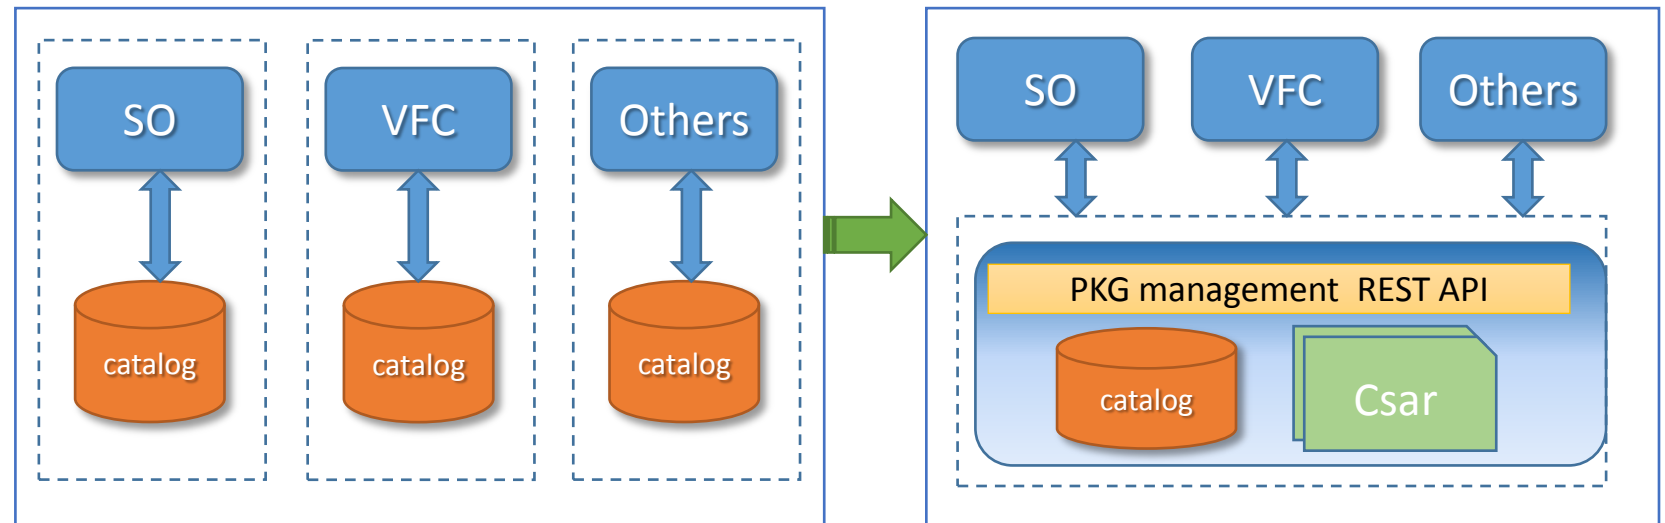 SO
VFC
Others
catalog
catalog
catalog
SO
VFC
Others
PKG management REST API
catalog
Csar